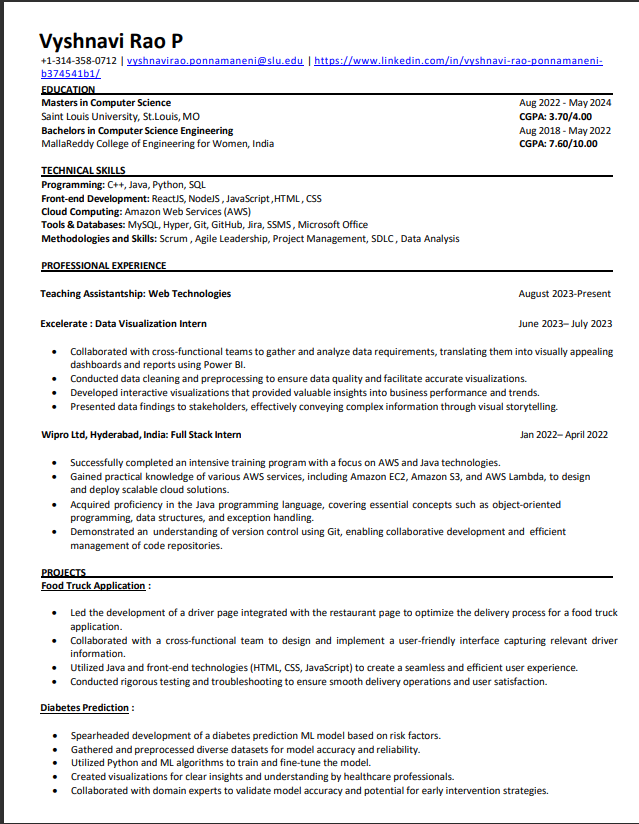 Vyshnavi Rao P
+1-314-358-0712 | vyshnavirao.ponnamaneni@slu.edu | https://www.linkedin.com/in/vyshnavi-rao-ponnamaneni-
b374541b1/
EDUCATION
Masters in Computer Science Aug 2022 - May 2024
Saint Louis University, St.Louis, MO CGPA: 3.70/4.00
Bachelors in Computer Science Engineering Aug 2018 - May 2022
MallaReddy College of Engineering for Women, India CGPA: 7.60/10.00
TECHNICAL SKILLS
Programming: C++, Java, Python, SQL
Front-end Development: ReactJS, NodeJS , JavaScript ,HTML , CSS
Cloud Computing: Amazon Web Services (AWS)
Tools & Databases: MySQL, Hyper, Git, GitHub, Jira, SSMS , Microsoft Office
Methodologies and Skills: Scrum , Agile Leadership, Project Management, SDLC , Data Analysis
PROFESSIONAL EXPERIENCE
Teaching Assistantship: Web Technologies August 2023-Present
Excelerate : Data Visualization Intern June 2023– July 2023
• Collaborated with cross-functional teams to gather and analyze data requirements, translating them into visually appealing
dashboards and reports using Power BI.
• Conducted data cleaning and preprocessing to ensure data quality and facilitate accurate visualizations.
• Developed interactive visualizations that provided valuable insights into business performance and trends.
• Presented data findings to stakeholders, effectively conveying complex information through visual storytelling.
Wipro Ltd, Hyderabad, India: Full Stack Intern Jan 2022– April 2022
• Successfully completed an intensive training program with a focus on AWS and Java technologies.
• Gained practical knowledge of various AWS services, including Amazon EC2, Amazon S3, and AWS Lambda, to design
and deploy scalable cloud solutions.
• Acquired proficiency in the Java programming language, covering essential concepts such as object-oriented
programming, data structures, and exception handling.
• Demonstrated an understanding of version control using Git, enabling collaborative development and efficient
management of code repositories.
PROJECTS
Food Truck Application :
• Led the development of a driver page integrated with the restaurant page to optimize the delivery process for a food truck
application.
• Collaborated with a cross-functional team to design and implement a user-friendly interface capturing relevant driver
information.
• Utilized Java and front-end technologies (HTML, CSS, JavaScript) to create a seamless and efficient user experience.
• Conducted rigorous testing and troubleshooting to ensure smooth delivery operations and user satisfaction.
Diabetes Prediction :
• Spearheaded development of a diabetes prediction ML model based on risk factors.
• Gathered and preprocessed diverse datasets for model accuracy and reliability.
• Utilized Python and ML algorithms to train and fine-tune the model.
• Created visualizations for clear insights and understanding by healthcare professionals.
• Collaborated with domain experts to validate model accuracy and potential for early intervention strategies.